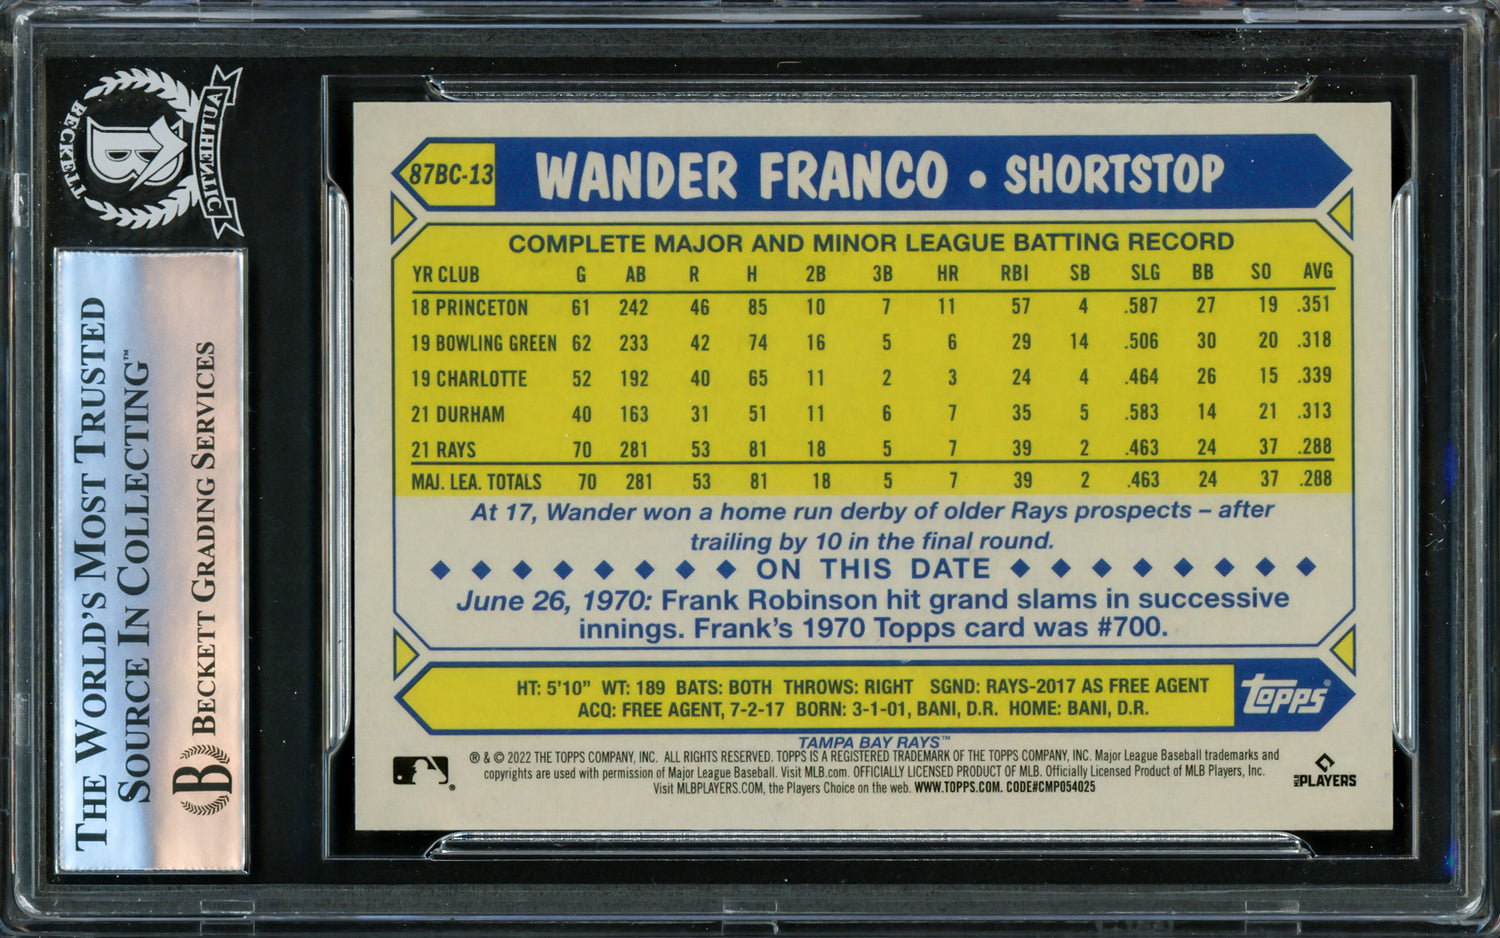 BECKETT
AUTHENTIC
B
THE WORLD'S MOST TRUSTED
SOURCE IN COLLECTING™
BECKETT GRADING SERVICES
B
87BC-13
WANDER FRANCO • SHORTSTOP
COMPLETE MAJOR AND MINOR LEAGUE BATTING RECORD
YR CLUB G AB R H 2B 3B HR RBI SB SLG BB SO AVG
18 PRINCETON 61 242 46 85 10 7 11 57 4 .587 27 19 .351
19 BOWLING GREEN 62 233 42 74 16 5 6 29 14 .506 30 20 .318
19 CHARLOTTE 52 192 40 65 11 2 3 24 4 .464 26 15 .339
21 DURHAM 40 163 31 51 11 6 7 35 5 .583 14 21 .313
21 RAYS 70 281 53 81 18 5 7 39 2 .463 24 37 .288
MAJ. LEA. TOTALS 70 281 53 81 18 5 7 39 2 .463 24 37 .288
At 17, Wander won a home run derby of older Rays prospects – after
trailing by 10 in the final round.
ON THIS DATE
June 26, 1970: Frank Robinson hit grand slams in successive
innings. Frank's 1970 Topps card was #700.
HT: 5'10" WT: 189 BATS: BOTH THROWS: RIGHT SGND: RAYS-2017 AS FREE AGENT
ACQ: FREE AGENT, 7-2-17 BORN: 3-1-01, BANI, D.R. HOME: BANI, D.R.
topps®
TAMPA BAY RAYS™
® & © 2022 THE TOPPS COMPANY, INC. ALL RIGHTS RESERVED. TOPPS IS A REGISTERED TRADEMARK OF THE TOPPS COMPANY, INC. Major League Baseball trademarks and
copyrights are used with permission of Major League Baseball. Visit MLB.com. OFFICIALLY LICENSED PRODUCT OF MLB. Officially Licensed Product of MLB Players, Inc.
Visit MLBPLAYERS.COM, the Players Choice on the web. WWW.TOPPS.COM. CODE#CMP054025
MLB PLAYERS